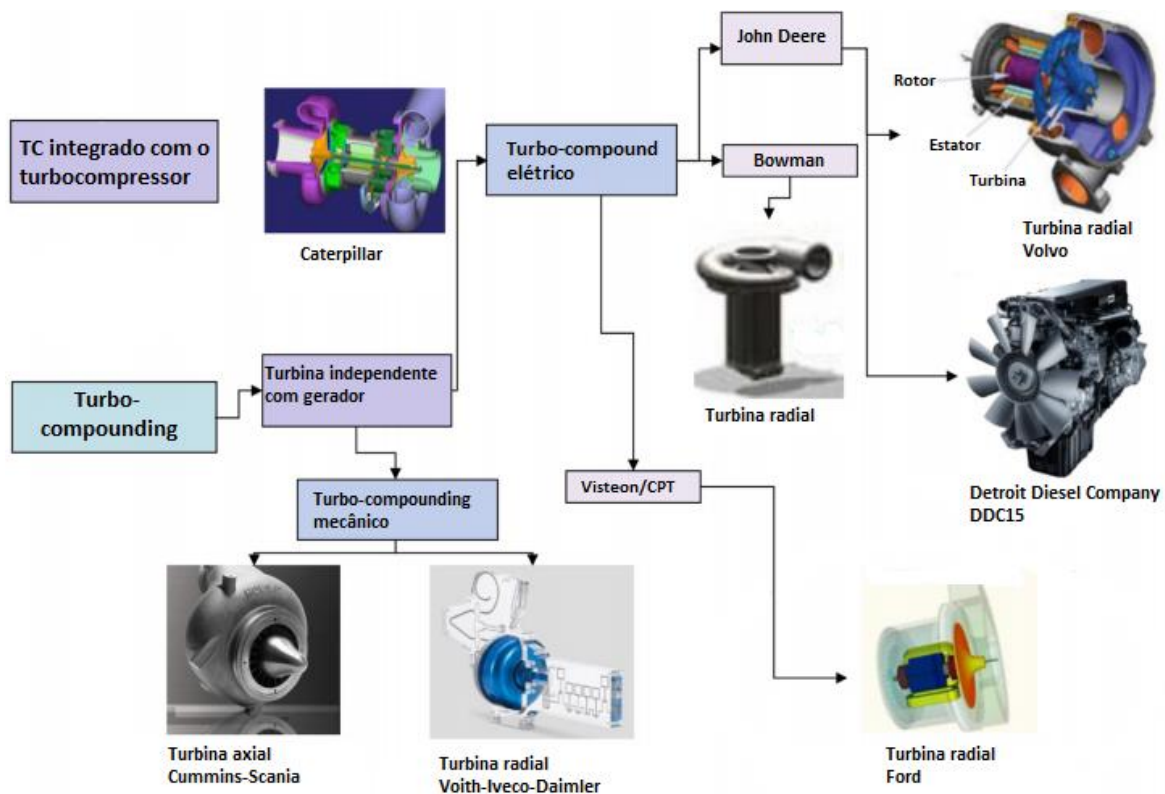 John Deere
Rotor
TC integrado com o
turbocompressor
Turbo-compound
elétrico
Bowman
Estator
Turbina
Caterpillar
Turbina radial
Volvo
Turbina independente
com gerador
Turbo-
compounding
Turbina radial
Turbo-compounding
mecânico
Visteon/CPT
Detroit Diesel Company
DDC15
Turbina axial
Cummins-Scania
Turbina radial
Voith-Iveco-Daimler
Turbina radial
Ford